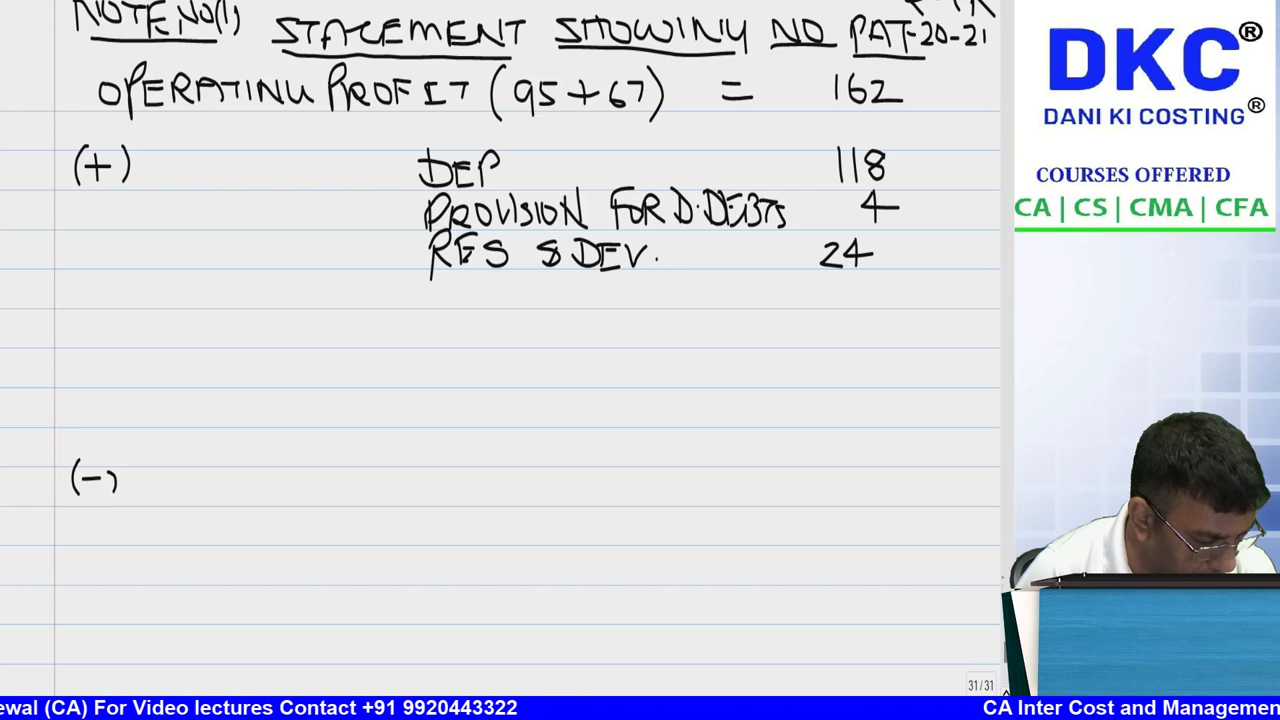 NOTE NO(1) STATEMENT SHOWING NO PAT-20-21
OPERATING PROFIT (95+67) = 162
(+) DEP 118
PROVISION FOR D.DEBTS 4
RES & DEV. 24
(-)
31/31
DKC®
DANI KI COSTING®
COURSES OFFERED
CA | CS | CMA | CFA
ewal (CA) For Video lectures Contact +91 9920443322
CA Inter Cost and Managemen